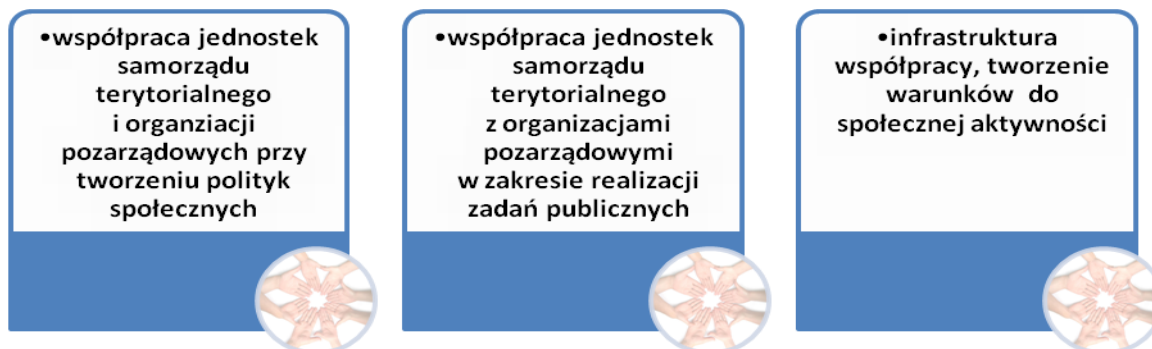 •współpraca jednostek
samorządu
terytorialnego
i organziacji
pozarządowych przy
tworzeniu polityk
społecznych
•współpraca jednostek
samorządu
terytorialnego
z organizacjami
pozarządowymi
w zakresie realizacji
zadań publicznych
•infrastruktura
współpracy, tworzenie
warunków do
społecznej aktywności